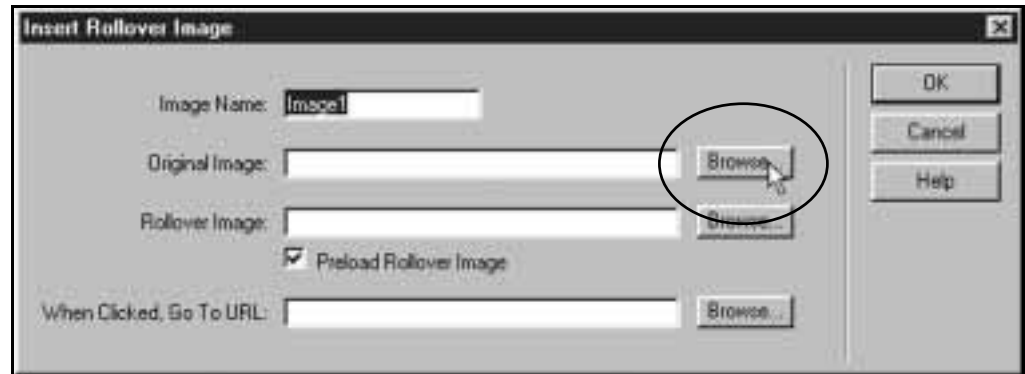 Insert Rollover Image
Image Name: Image1
Original Image: Browse...
Rollover Image: Browse...
Preload Rollover Image
When Clicked, Go To URL: Browse...
OK
Cancel
Help